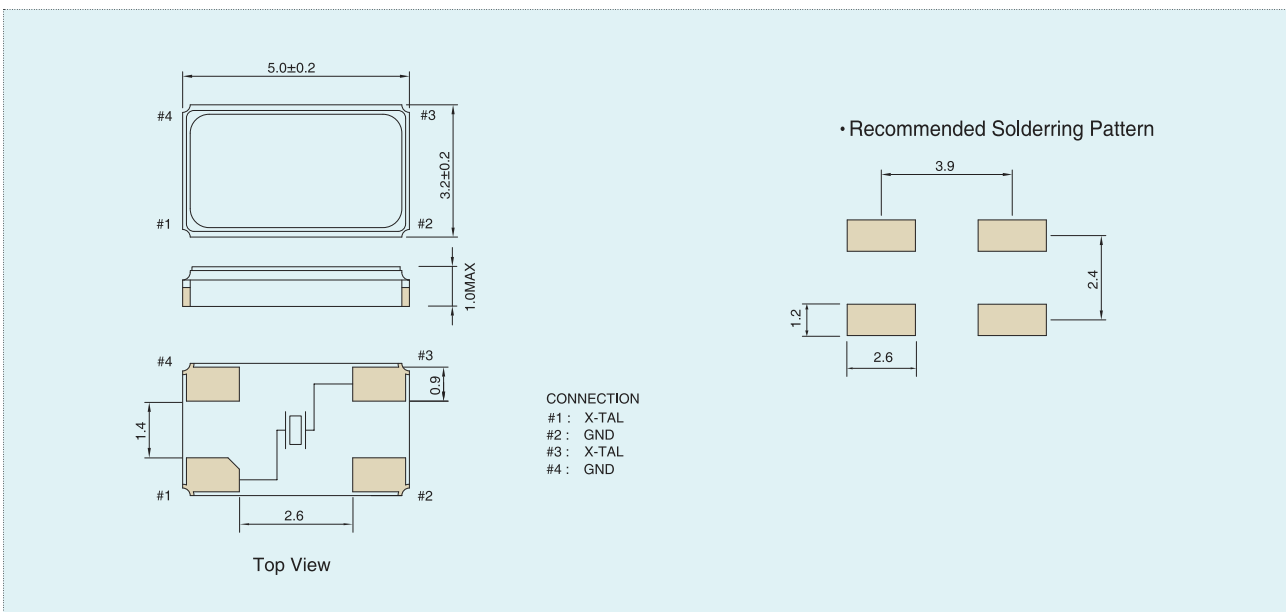 5.0±0.2
#4
#3
3.2±0.2
#1
#2
1.0MAX
#4
#3
0.9
1.4
#1
#2
2.6
Top View
CONNECTION
#1 : X-TAL
#2 : GND
#3 : X-TAL
#4 : GND
• Recommended Solderring Pattern
3.9
2.4
1.2
2.6